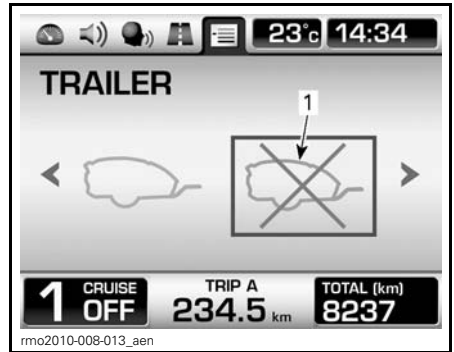 23°c 14:34
TRAILER
1
< >
1 CRUISE OFF TRIP A 234.5 km TOTAL (km) 8237
rmo2010-008-013_aen